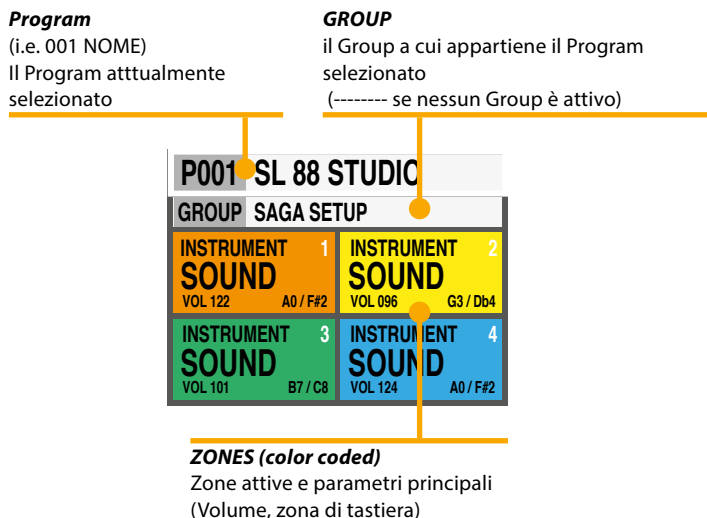 Program
(i.e. 001 NOME)
Il Program atttualmente
selezionato
GROUP
il Group a cui appartiene il Program
selezionato
(-------- se nessun Group è attivo)
P001 SL 88 STUDIO
GROUP SAGA SETUP
INSTRUMENT 1
SOUND
VOL 122 A0 / F#2
INSTRUMENT 2
SOUND
VOL 096 G3 / Db4
INSTRUMENT 3
SOUND
VOL 101 B7 / C8
INSTRUMENT 4
SOUND
VOL 124 A0 / F#2
ZONES (color coded)
Zone attive e parametri principali
(Volume, zona di tastiera)